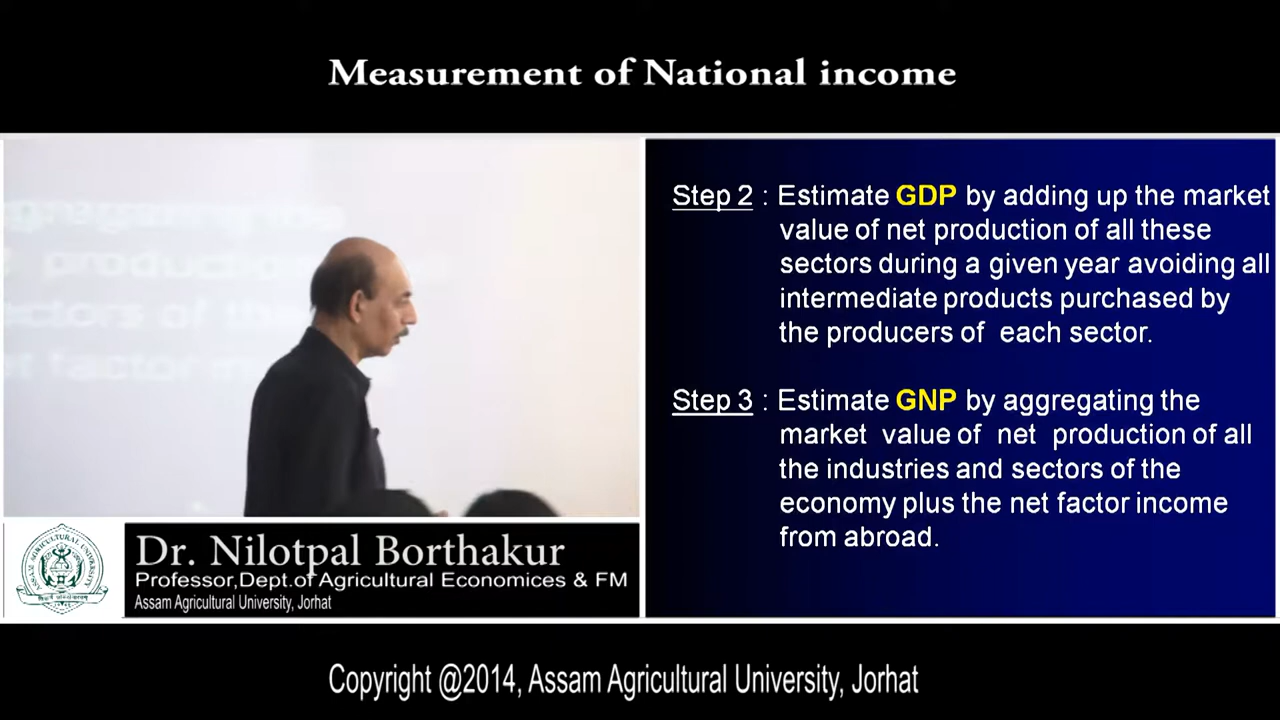 Measurement of National income
Step 2 : Estimate GDP by adding up the market
value of net production of all these
sectors during a given year avoiding all
intermediate products purchased by
the producers of each sector.
Step 3 : Estimate GNP by aggregating the
market value of net production of all
the industries and sectors of the
economy plus the net factor income
from abroad.
Dr. Nilotpal Borthakur
Professor,Dept.of Agricultural Economices & FM
Assam Agricultural University, Jorhat
Copyright @2014, Assam Agricultural University, Jorhat